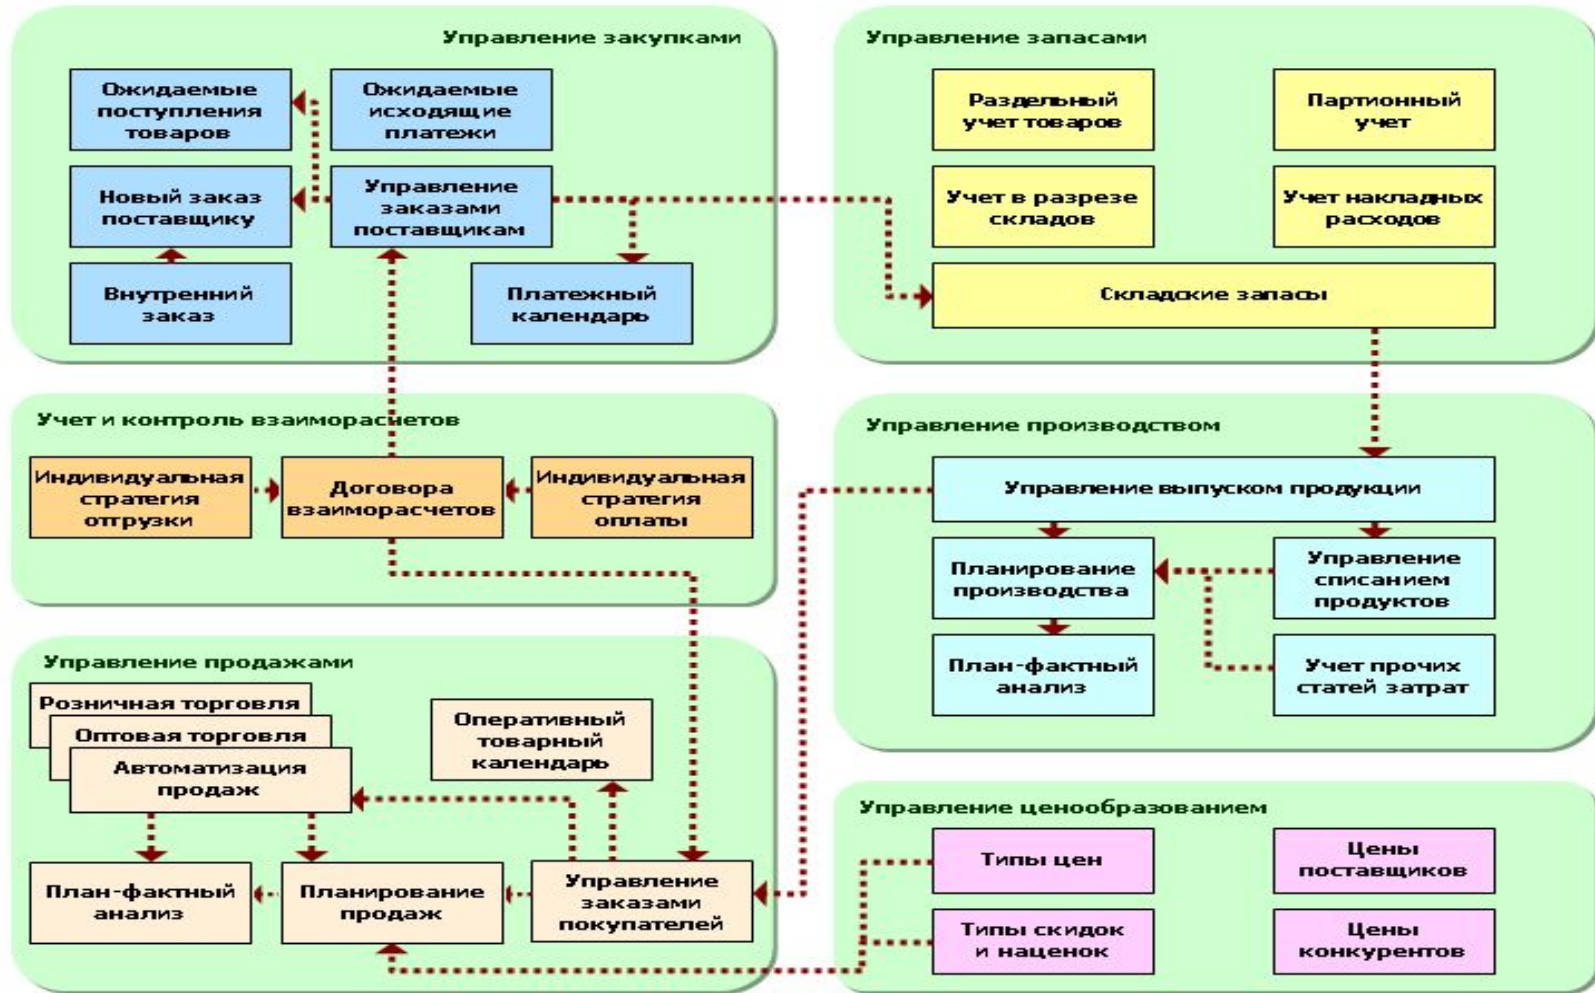 Управление закупками
Ожидаемые
поступления
товаров
Ожидаемые
исходящие
платежи
Новый заказ
поставщику
Управление
заказами
поставщикам
Внутренний
заказ
Платежный
календарь
Управление запасами
Раздельный
учет товаров
Партионный
учет
Учет в разрезе
складов
Учет накладных
расходов
Складские запасы
Учет и контроль взаиморасчетов
Индивидуальная
стратегия
отгрузки
Договора
взаиморасчетов
Индивидуальная
стратегия
оплаты
Управление производством
Управление выпуском продукции
Планирование
производства
Управление
списанием
продуктов
План-фактный
анализ
Учет прочих
статей затрат
Управление продажами
Розничная торговля
Оптовая торговля
Автоматизация
продаж
Оперативный
товарный
календарь
План-фактный
анализ
Планирование
продаж
Управление
заказами
покупателей
Управление ценообразованием
Типы цен
Цены
поставщиков
Типы скидок
и наценок
Цены
конкурентов